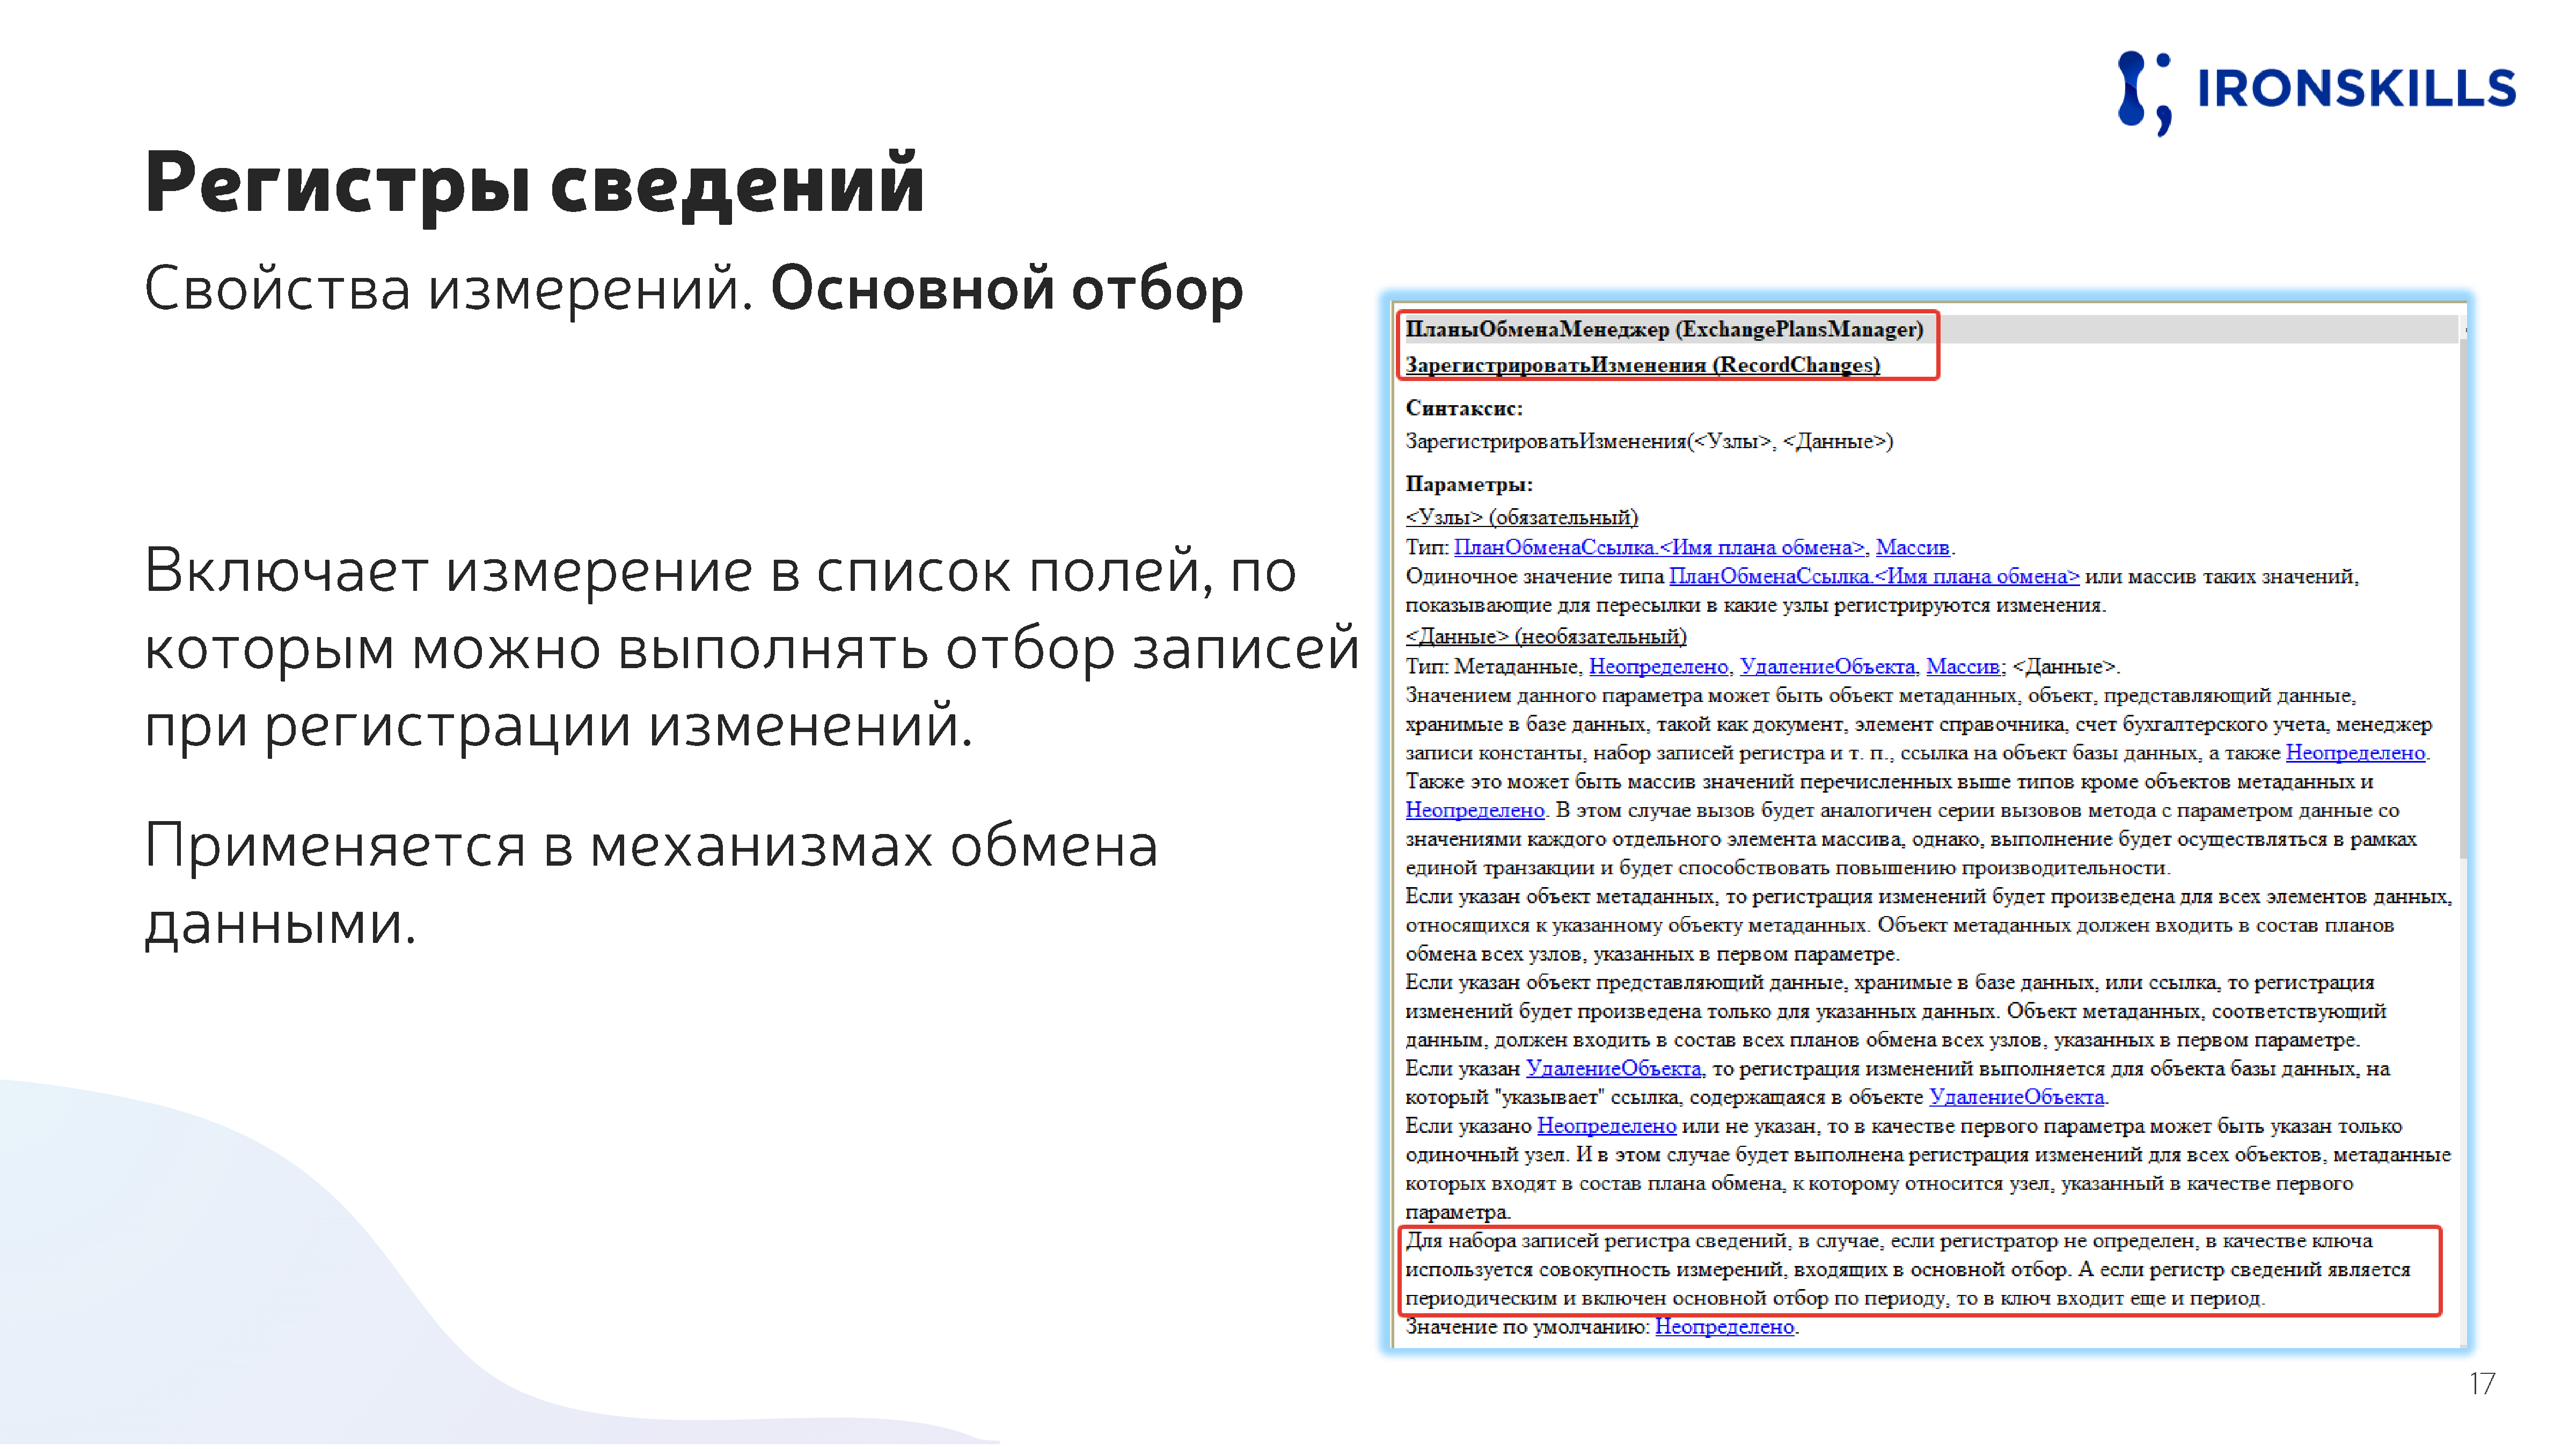 IRONSKILLS
Регистры сведений
Свойства измерений. Основной отбор
Включает измерение в список полей, по
которым можно выполнять отбор записей
при регистрации изменений.
Применяется в механизмах обмена
данными.
ПланыОбменаМенеджер (ExchangePlansManager)
ЗарегистрироватьИзменения (RecordChanges)
Синтаксис:
ЗарегистрироватьИзменения(<Узлы>, <Данные>)
Параметры:
<Узлы> (обязательный)
Тип: ПланОбменаСсылка.<Имя плана обмена>, Массив.
Одиночное значение типа ПланОбменаСсылка.<Имя плана обмена> или массив таких значений,
показывающие для пересылки в какие узлы регистрируются изменения.
<Данные> (необязательный)
Тип: Метаданные, Неопределено, УдалениеОбъекта, Массив; <Данные>.
Значением данного параметра может быть объект метаданных, объект, представляющий данные,
хранимые в базе данных, такой как документ, элемент справочника, счет бухгалтерского учета, менеджер
записи константы, набор записей регистра и т. п., ссылка на объект базы данных, а также Неопределено.
Также это может быть массив значений перечисленных выше типов кроме объектов метаданных и
Неопределено. В этом случае вызов будет аналогичен серии вызовов метода с параметром данные со
значениями каждого отдельного элемента массива, однако, выполнение будет осуществляться в рамках
единой транзакции и будет способствовать повышению производительности.
Если указан объект метаданных, то регистрация изменений будет произведена для всех элементов данных,
относящихся к указанному объекту метаданных. Объект метаданных должен входить в состав планов
обмена всех узлов, указанных в первом параметре.
Если указан объект представляющий данные, хранимые в базе данных, или ссылка, то регистрация
изменений будет произведена только для указанных данных. Объект метаданных, соответствующий
данным, должен входить в состав всех планов обмена всех узлов, указанных в первом параметре.
Если указан УдалениеОбъекта, то регистрация изменений выполняется для объекта базы данных, на
который "указывает" ссылка, содержащаяся в объекте УдалениеОбъекта.
Если указано Неопределено или не указан, то в качестве первого параметра может быть указан только
одиночный узел. И в этом случае будет выполнена регистрация изменений для всех объектов, метаданные
которых входят в состав плана обмена, к которому относится узел, указанный в качестве первого
параметра.
Для набора записей регистра сведений, в случае, если регистратор не определен, в качестве ключа
используется совокупность измерений, входящих в основной отбор. А если регистр сведений является
периодическим и включен основной отбор по периоду, то в ключ входит еще и период.
Значение по умолчанию: Неопределено.
17